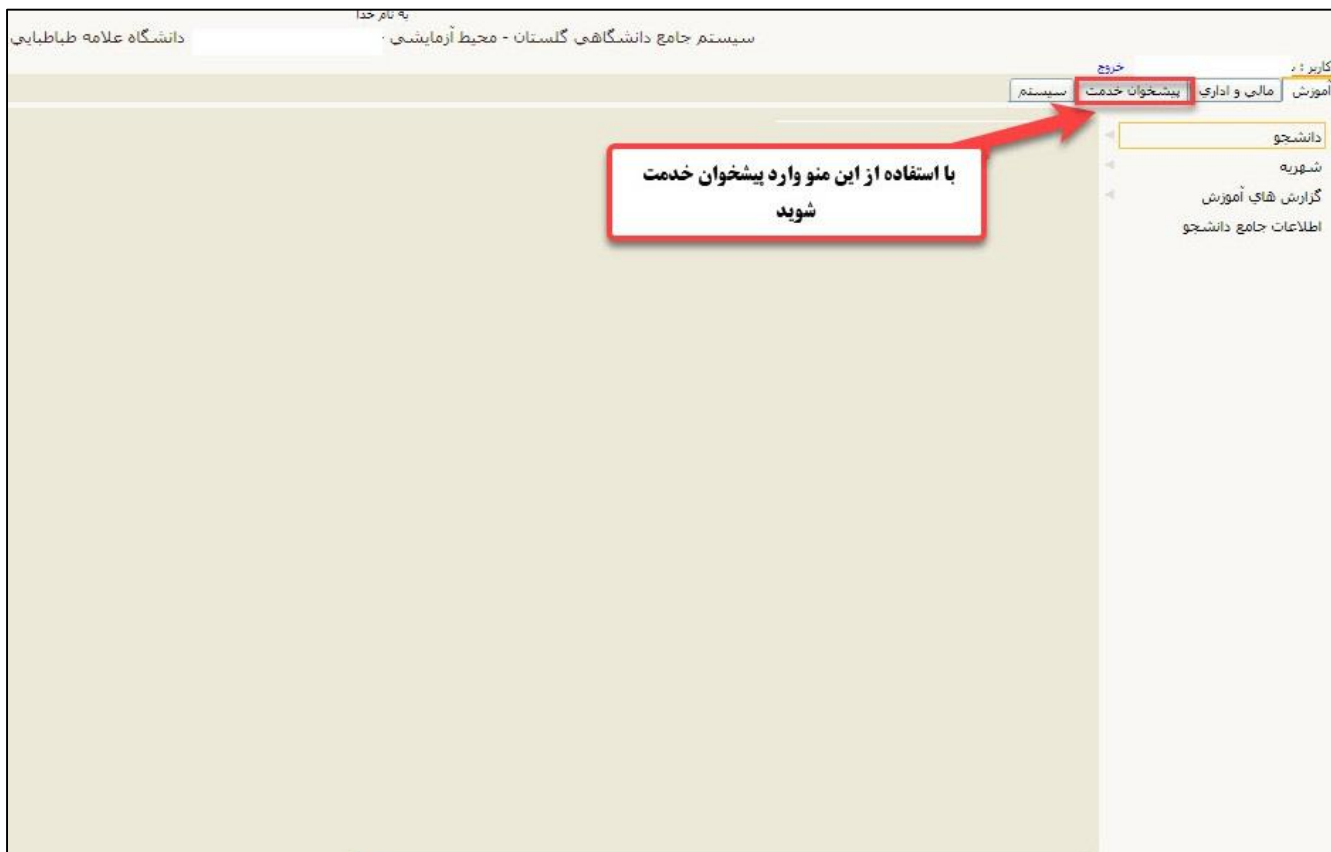 به نام خدا
سیستم جامع دانشگاهی گلستان - محیط آزمایشی - دانشگاه علامه طباطبایی
کاربر : خروج
آموزش مالی و اداری پیشخوان خدمت سیستم
دانشجو
شهریه
گزارش هاي آموزش
اطلاعات جامع دانشجو
با استفاده از این منو وارد پیشخوان خدمت
شوید